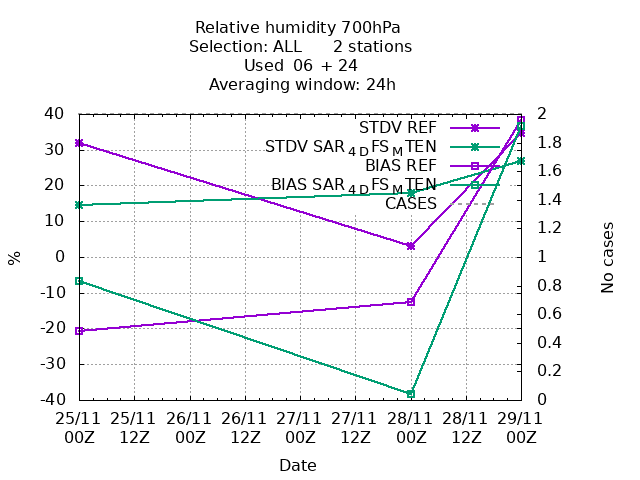 Relative humidity 700hPa
Selection: ALL 2 stations
Used 06 + 24
Averaging window: 24h
40 2
STDV REF
30 1.8
STDV SAR4DFSMTEN
1.6
BIAS REF
20 BIAS SAR4DFSMTEN
1.4
CASES
10 1.2
% 0 1 No cases
-10 0.8
0.6
-20 0.4
-30 0.2
-40 0
25/11 25/11 26/11 26/11 27/11 27/11 28/11 28/11 29/11
00Z 12Z 00Z 12Z 00Z 12Z 00Z 12Z 00Z
Date